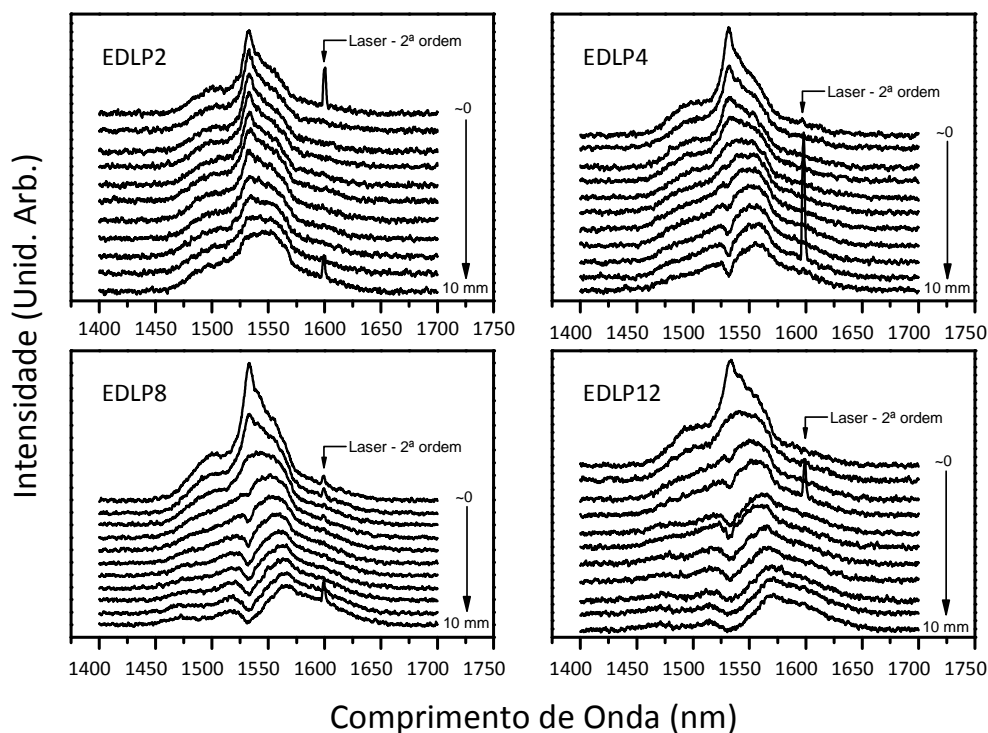 EDLP2
Laser - 2ª ordem
~0
10 mm
1400 1450 1500 1550 1600 1650 1700 1750
EDLP4
Laser - 2ª ordem
~0
10 mm
1400 1450 1500 1550 1600 1650 1700 1750
EDLP8
Laser - 2ª ordem
~0
10 mm
1400 1450 1500 1550 1600 1650 1700 1750
EDLP12
Laser - 2ª ordem
~0
10 mm
1400 1450 1500 1550 1600 1650 1700 1750
Intensidade (Unid. Arb.)
Comprimento de Onda (nm)